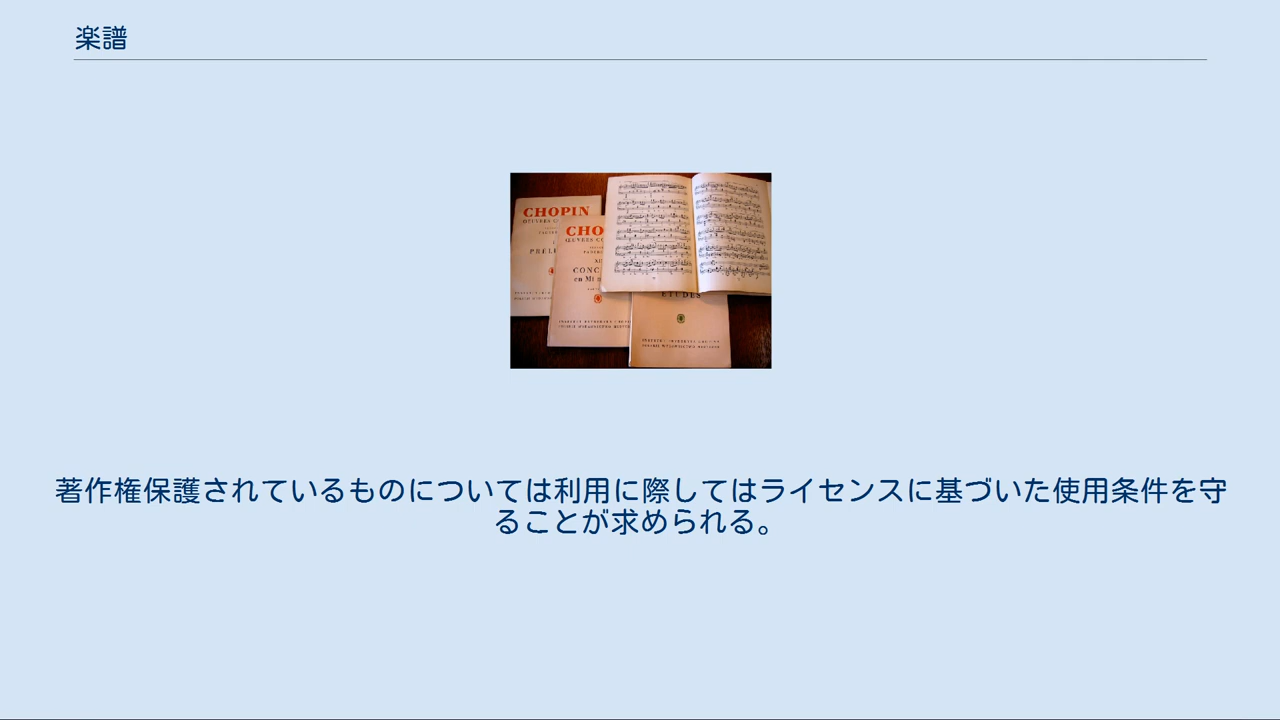 楽譜
CHOPIN
CHO
ETUDES
著作権保護されているものについては利用に際してはライセンスに基づいた使用条件を守
ることが求められる。